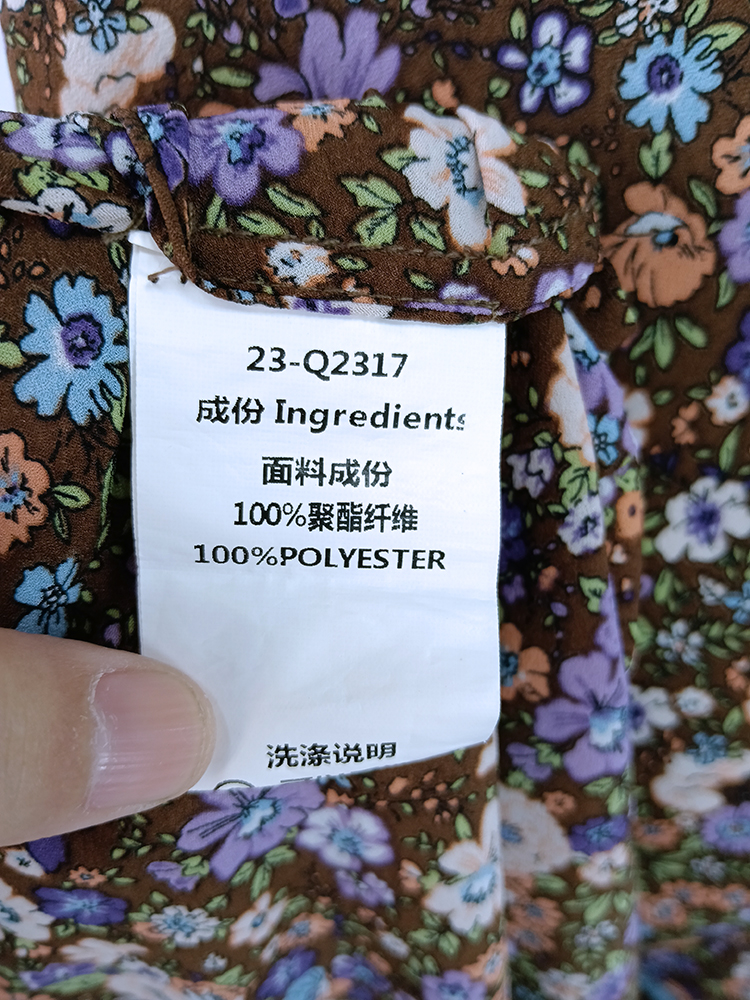 23-Q2317
成份 Ingredients
面料成份
100%聚酯纤维
100%POLYESTER
洗涤说明